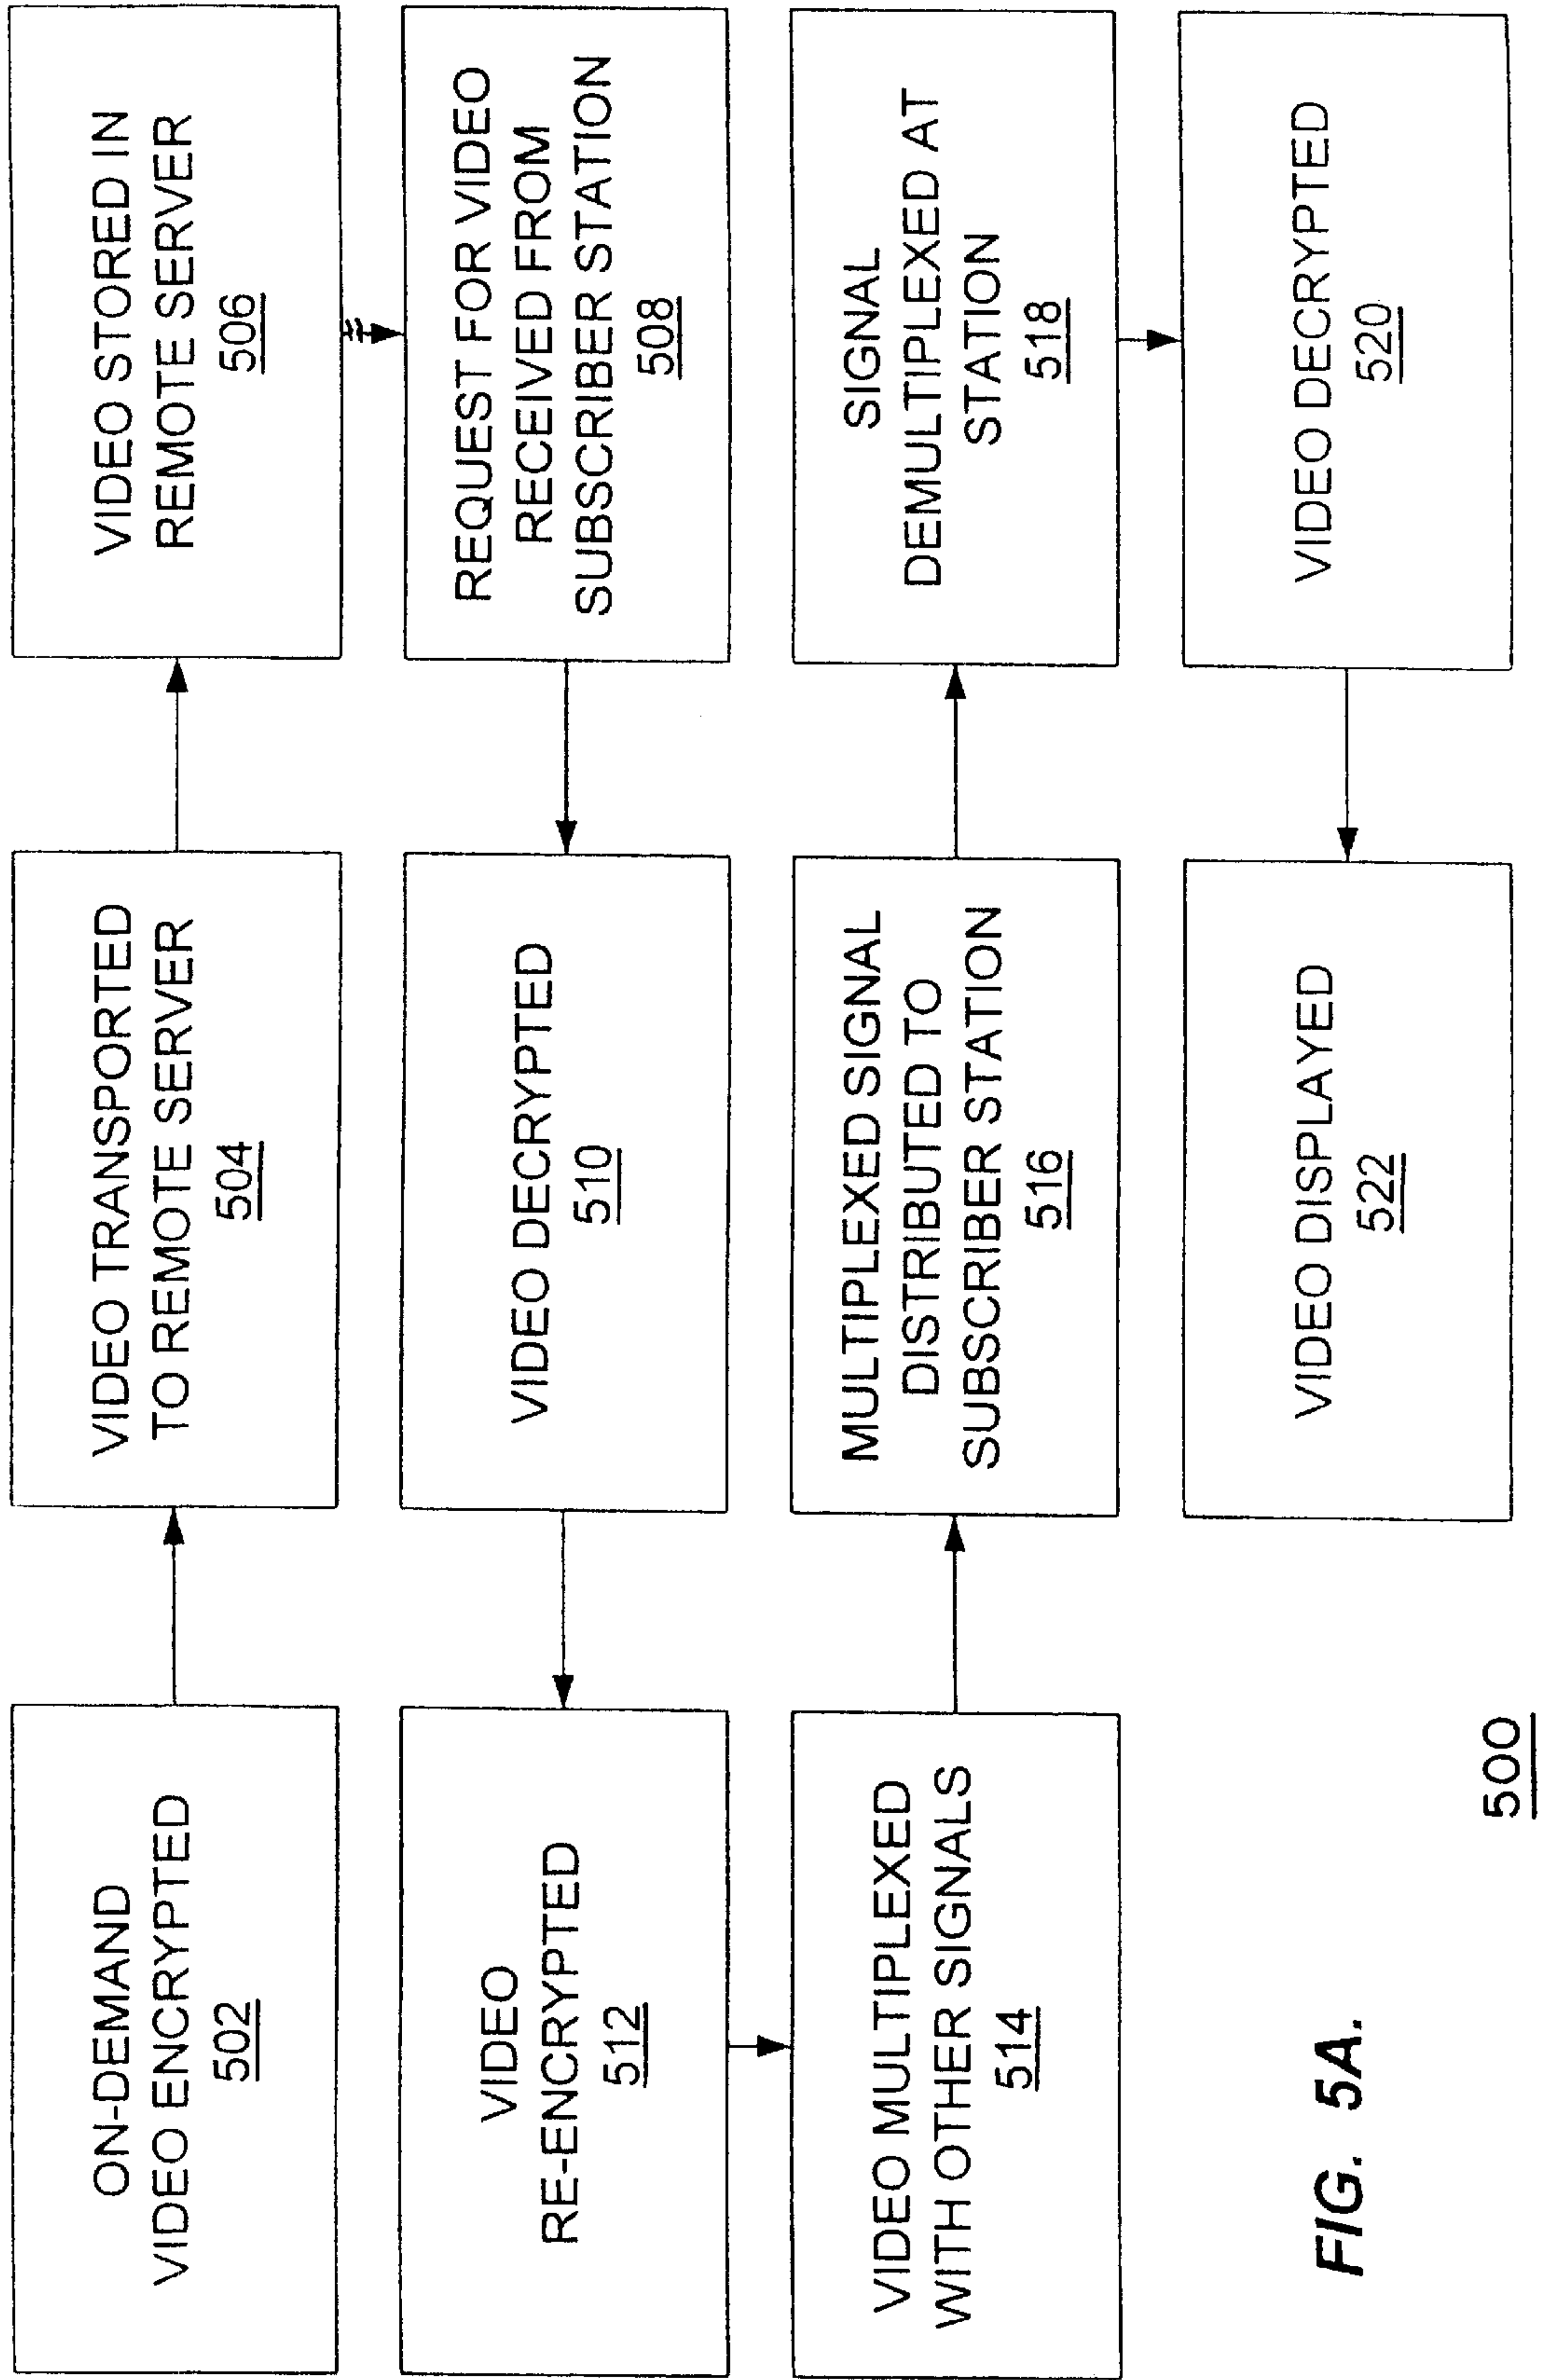 ON-DEMAND
VIDEO ENCRYPTED
502
VIDEO TRANSPORTED
TO REMOTE SERVER
504
VIDEO STORED IN
REMOTE SERVER
506
REQUEST FOR VIDEO
RECEIVED FROM
SUBSCRIBER STATION
508
VIDEO DECRYPTED
510
VIDEO
RE-ENCRYPTED
512
VIDEO MULTIPLEXED
WITH OTHER SIGNALS
514
MULTIPLEXED SIGNAL
DISTRIBUTED TO
SUBSCRIBER STATION
516
SIGNAL
DEMULTIPLEXED AT
STATION
518
VIDEO DECRYPTED
520
VIDEO DISPLAYED
522
FIG. 5A.
500